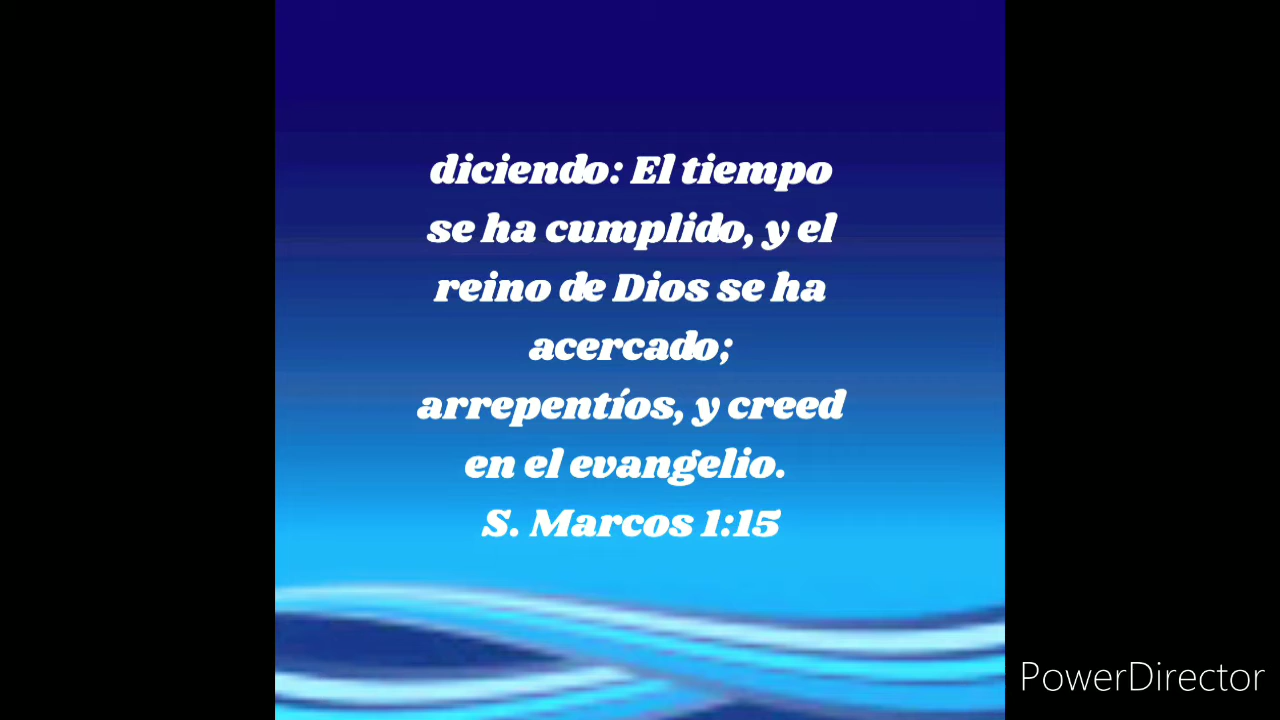 diciendo: El tiempo
se ha cumplido, y el
reino de Dios se ha
acercado;
arrepentíos, y creed
en el evangelio.
S. Marcos 1:15
PowerDirector